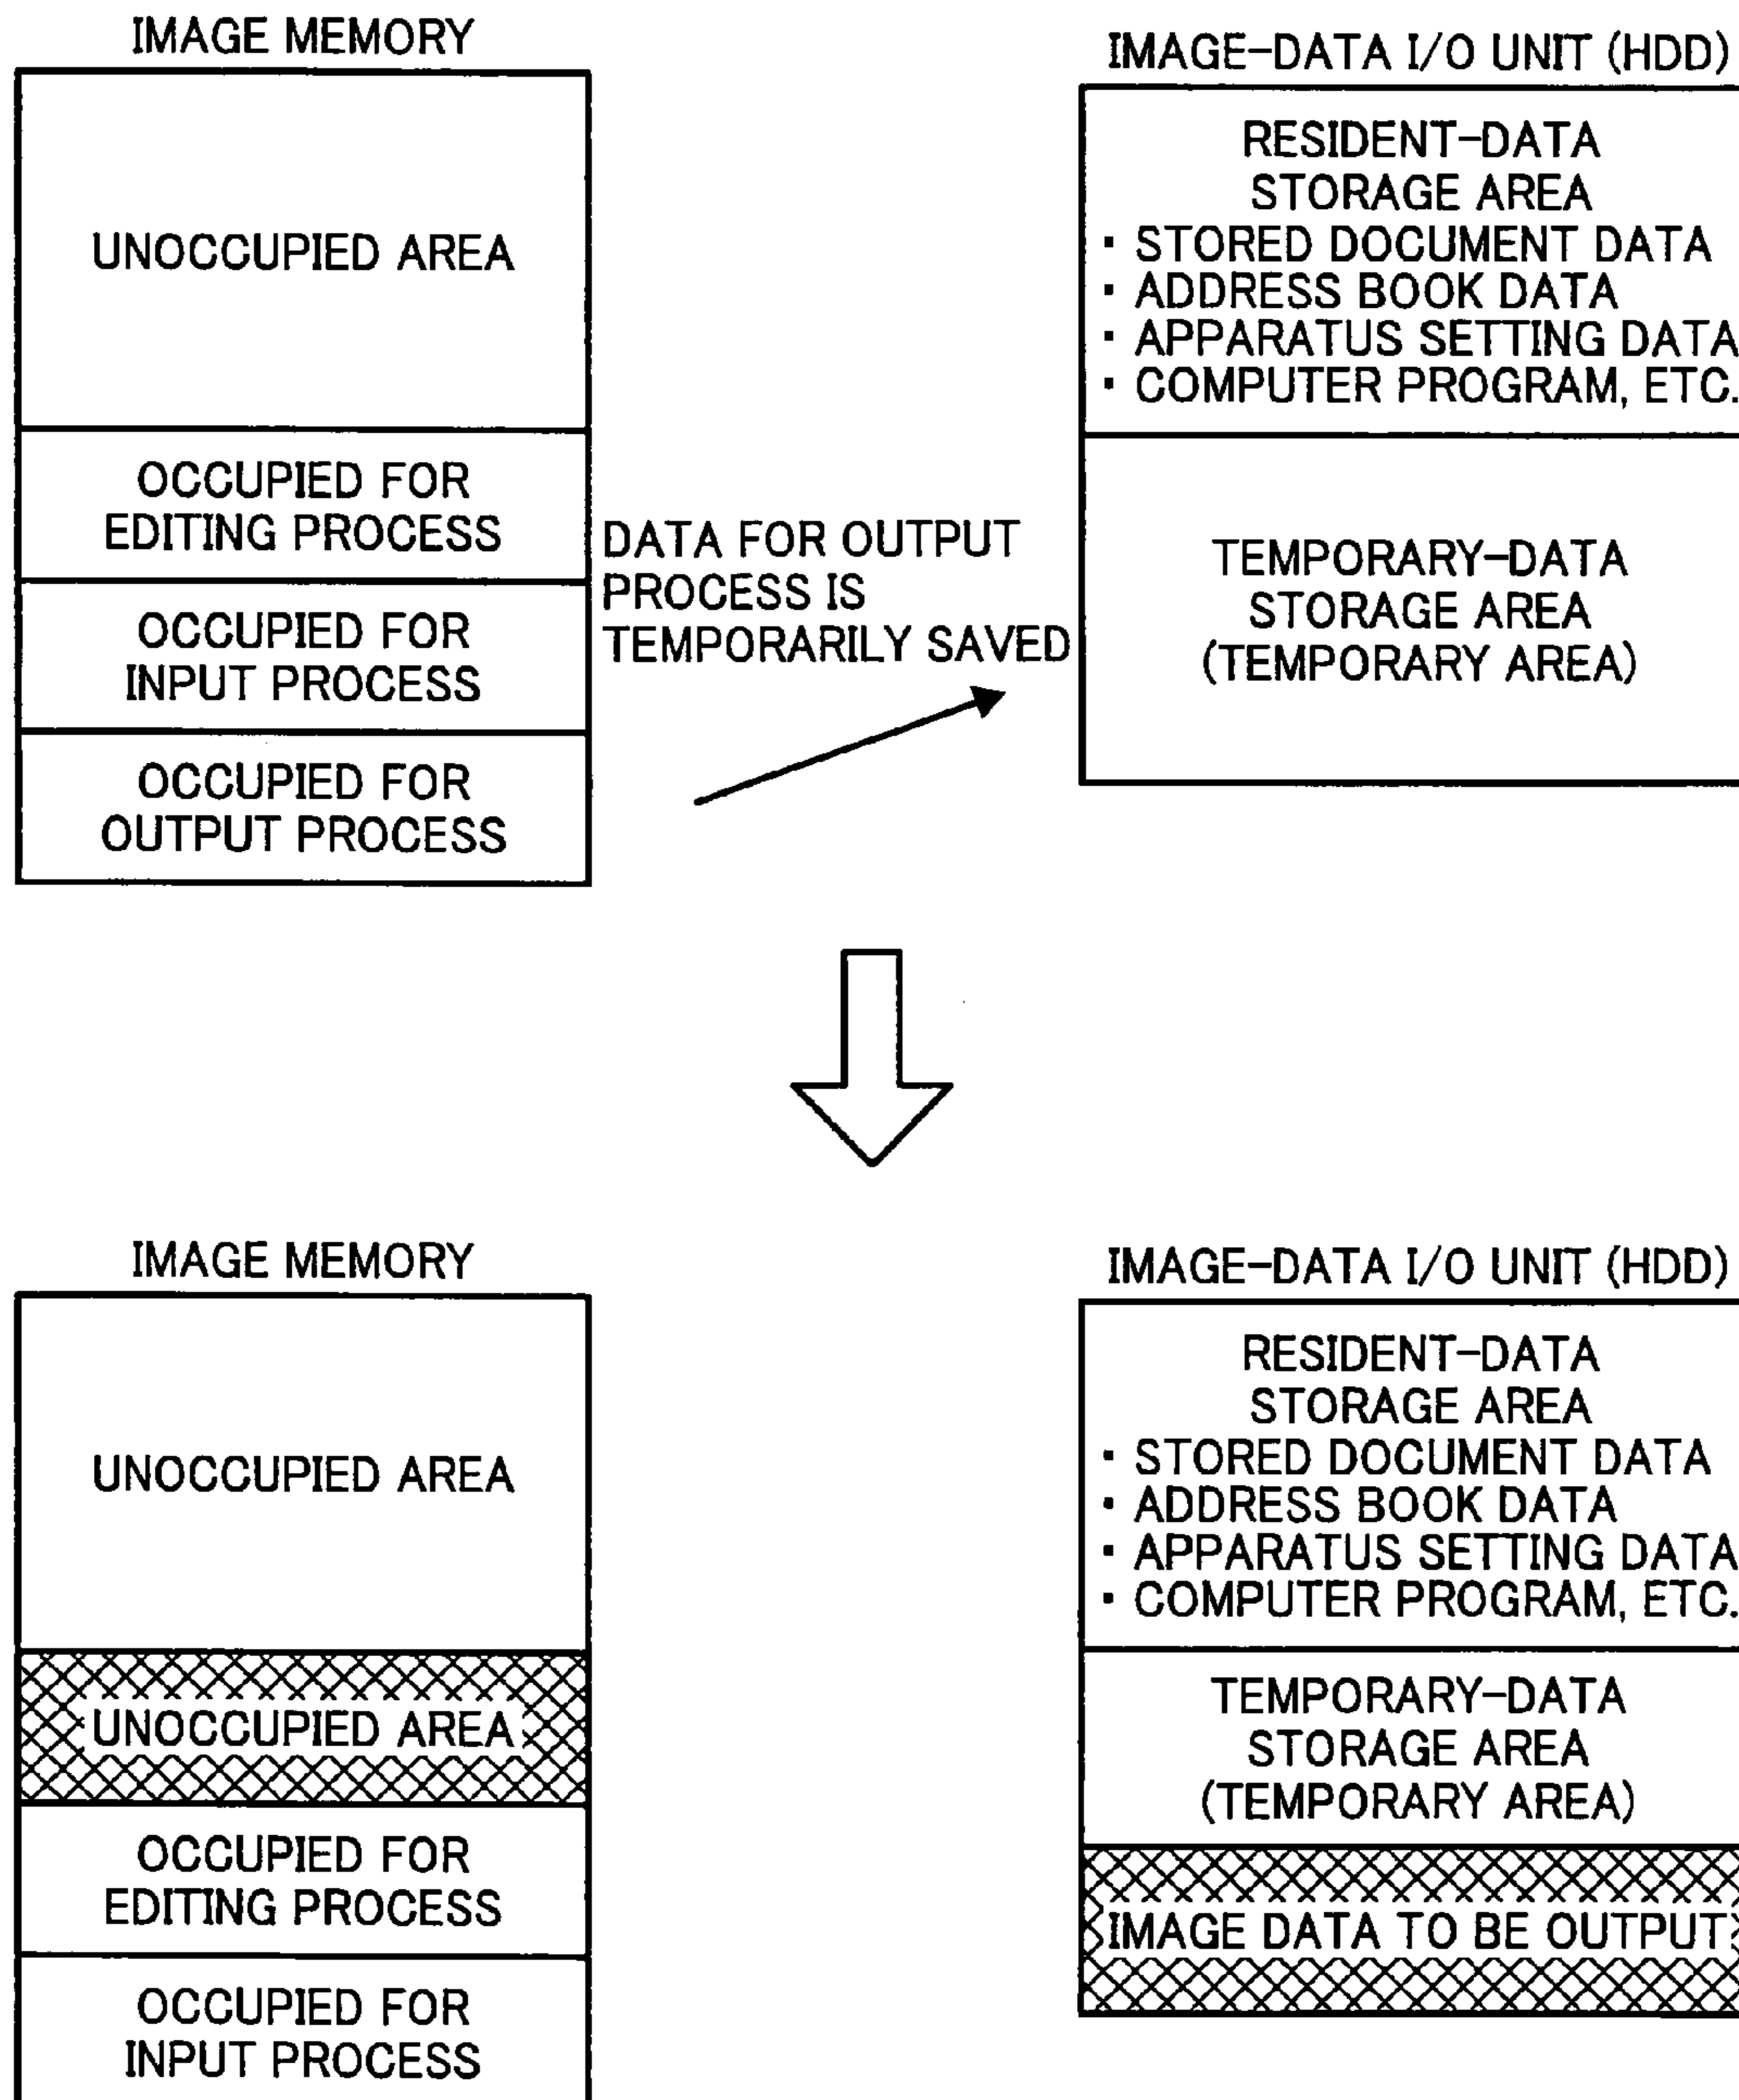 IMAGE MEMORY
UNOCCUPIED AREA
OCCUPIED FOR
EDITING PROCESS
OCCUPIED FOR
INPUT PROCESS
OCCUPIED FOR
OUTPUT PROCESS
DATA FOR OUTPUT
PROCESS IS
TEMPORARILY SAVED
IMAGE-DATA I/O UNIT (HDD)
RESIDENT-DATA
STORAGE AREA
・STORED DOCUMENT DATA
・ADDRESS BOOK DATA
・APPARATUS SETTING DATA
・COMPUTER PROGRAM, ETC.
TEMPORARY-DATA
STORAGE AREA
(TEMPORARY AREA)
IMAGE MEMORY
UNOCCUPIED AREA
UNOCCUPIED AREA
OCCUPIED FOR
EDITING PROCESS
OCCUPIED FOR
INPUT PROCESS
IMAGE-DATA I/O UNIT (HDD)
RESIDENT-DATA
STORAGE AREA
・STORED DOCUMENT DATA
・ADDRESS BOOK DATA
・APPARATUS SETTING DATA
・COMPUTER PROGRAM, ETC.
TEMPORARY-DATA
STORAGE AREA
(TEMPORARY AREA)
IMAGE DATA TO BE OUTPUT